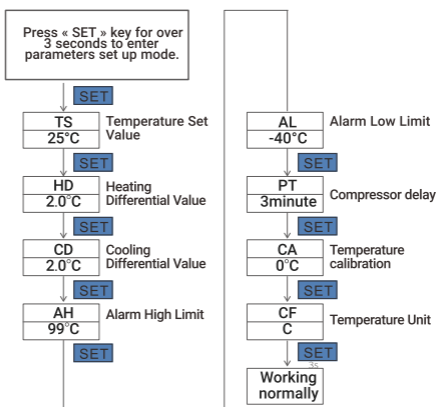 Press « SET » key for over
3 seconds to enter
parameters set up mode.
SET
TS
25°C
Temperature Set
Value
SET
HD
2.0°C
Heating
Differential Value
SET
CD
2.0°C
Cooling
Differential Value
SET
AH
99°C
Alarm High Limit
SET
AL
-40°C
Alarm Low Limit
SET
PT
3minute
Compressor delay
SET
CA
0°C
Temperature
calibration
SET
CF
C
Temperature Unit
SET
3s
Working
normally